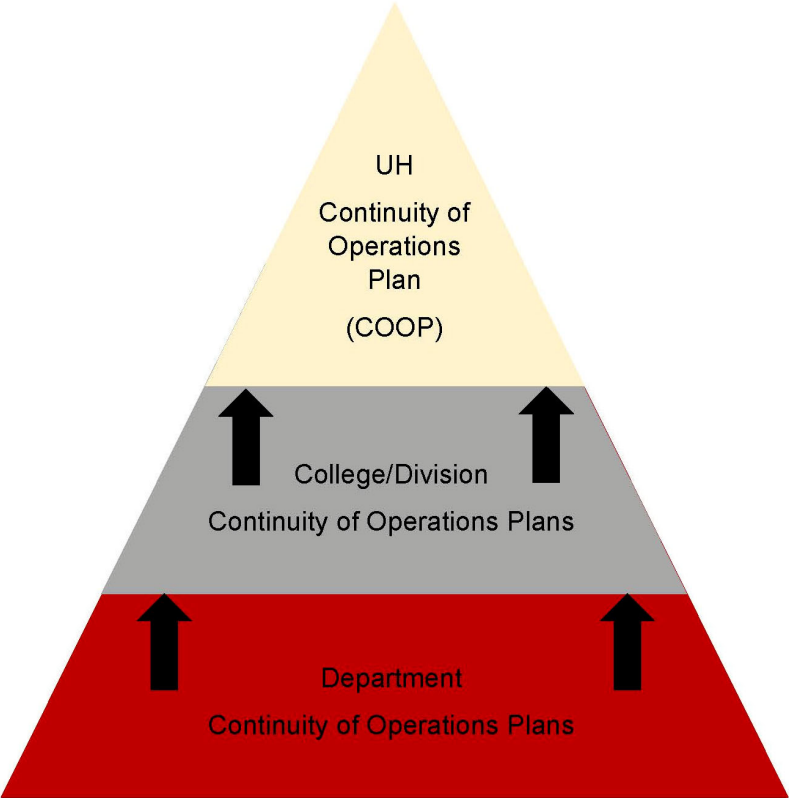 UH
Continuity of
Operations
Plan
(COOP)
College/Division
Continuity of Operations Plans
Department
Continuity of Operations Plans